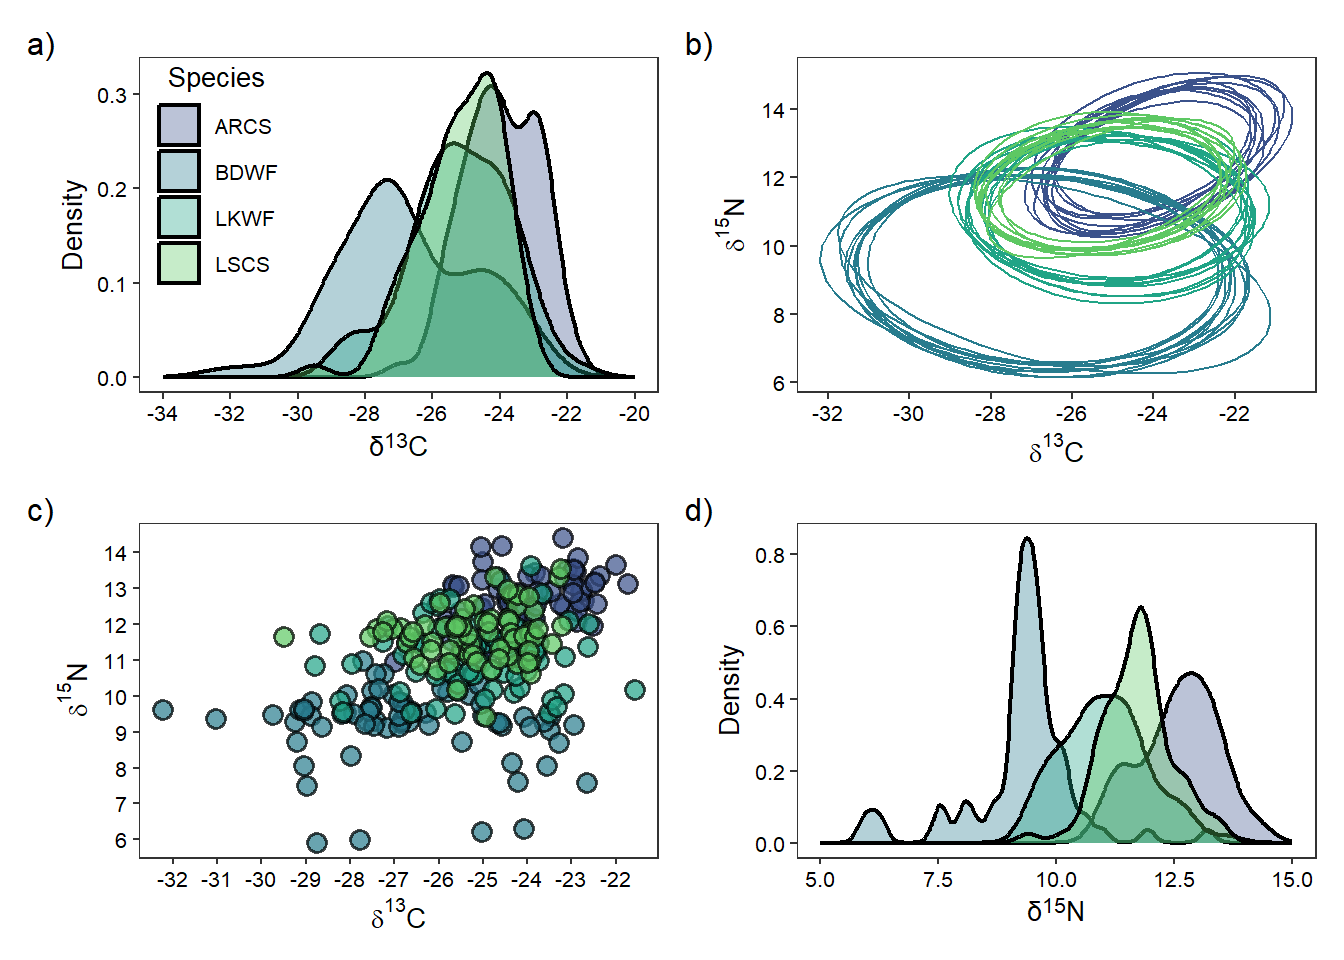 a)
Species
ARCS
BDWF
LKWF
LSCS
Density
0.3
0.2
0.1
0.0
-34 -32 -30 -28 -26 -24 -22 -20
δ¹³C
b)
δ¹⁵N
14
12
10
8
6
-32 -30 -28 -26 -24 -22
δ¹³C
c)
δ¹⁵N
14
13
12
11
10
9
8
7
6
-32 -31 -30 -29 -28 -27 -26 -25 -24 -23 -22
δ¹³C
d)
Density
0.8
0.6
0.4
0.2
0.0
5.0 7.5 10.0 12.5 15.0
δ¹⁵N